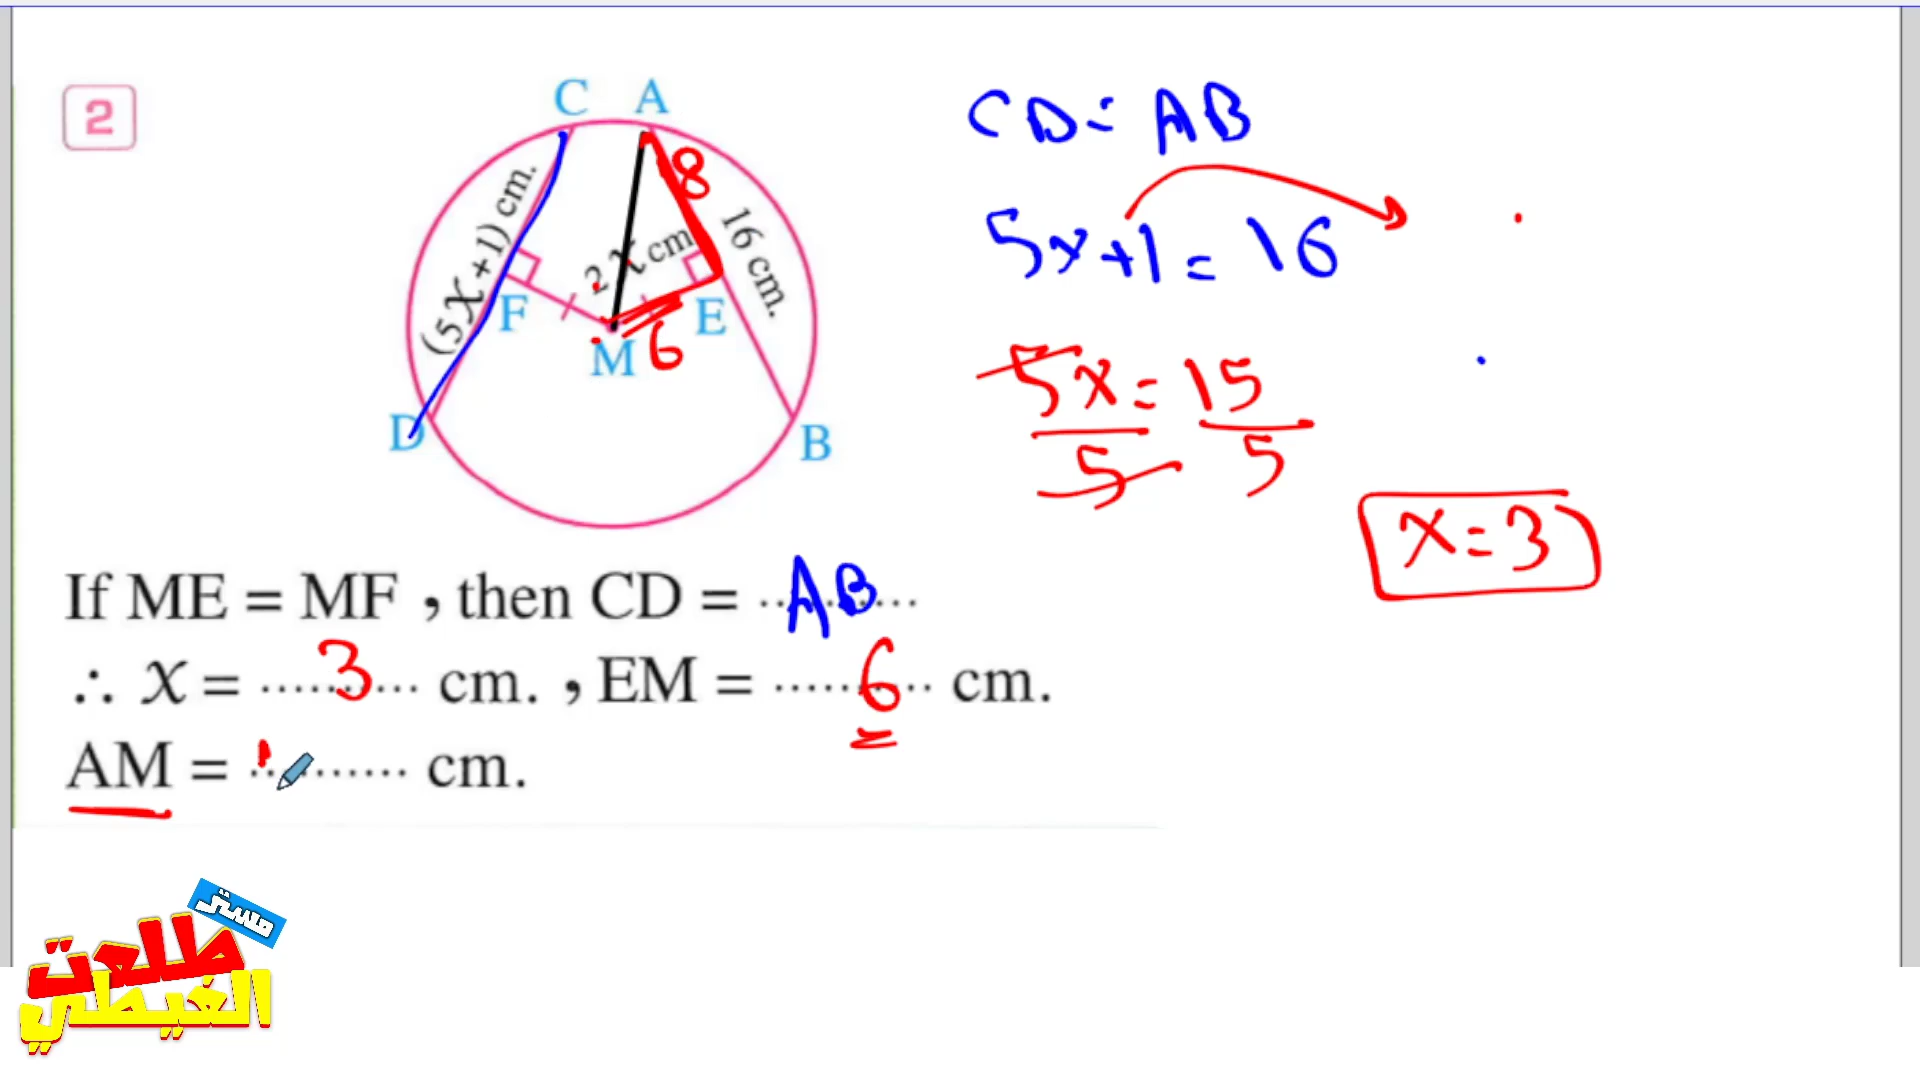 2
C A
CD = AB
8
(5x+1) cm.
2x cm
16 cm.
5x+1 = 16
F
M
6
E
5x = 15
5 5
D
B
x = 3
If ME = MF , then CD = ......... AB
∴ x = ......... 3 cm. , EM = ......... 6 cm.
AM = ......... cm.
مستر
طلعت
الغيطي